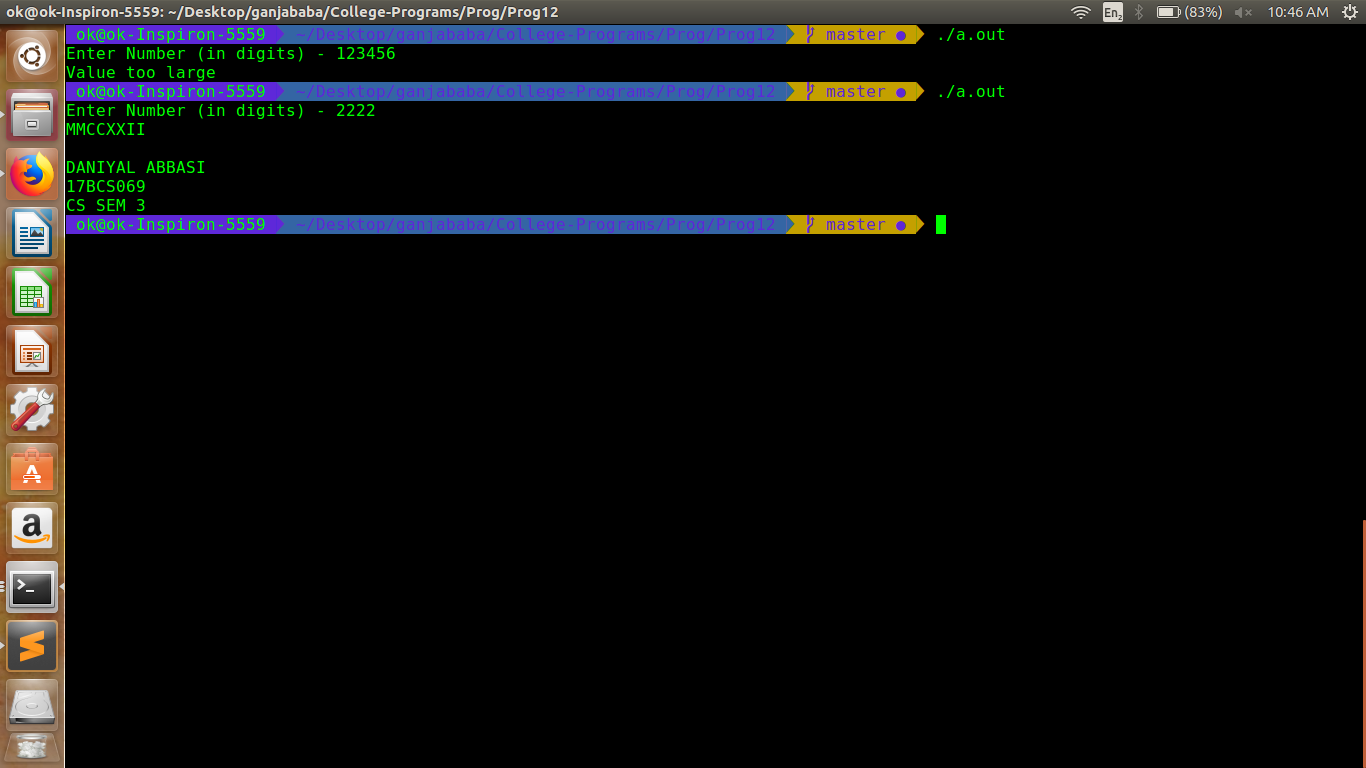 ok@ok-Inspiron-5559: ~/Desktop/ganjababa/College-Programs/Prog/Prog12 En2 (83%) 10:46 AM
ok@ok-Inspiron-5559 ~/Desktop/ganjababa/College-Programs/Prog/Prog12 master ● ./a.out
Enter Number (in digits) - 123456
Value too large
ok@ok-Inspiron-5559 ~/Desktop/ganjababa/College-Programs/Prog/Prog12 master ● ./a.out
Enter Number (in digits) - 2222
MMCCXXII
DANIYAL ABBASI
17BCS069
CS SEM 3
ok@ok-Inspiron-5559 ~/Desktop/ganjababa/College-Programs/Prog/Prog12 master ●